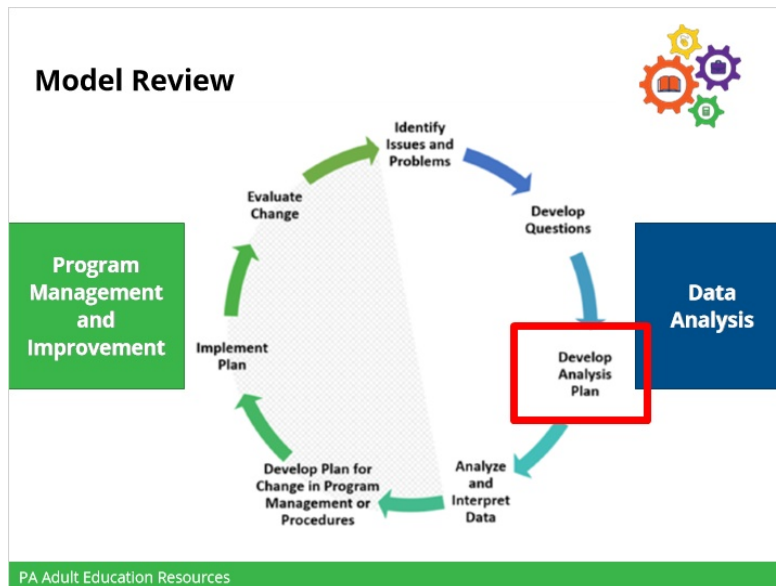 Model Review
Identify
Issues and
Problems
Develop
Questions
Data
Analysis
Develop
Analysis
Plan
Analyze
and
Interpret
Data
Develop Plan for
Change in Program
Management or
Procedures
Implement
Plan
Evaluate
Change
Program
Management
and
Improvement
PA Adult Education Resources